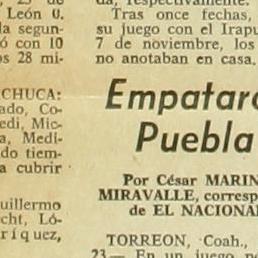 León 0.
la segun-
ó con 10
os 28 mi-
CHUCA:
ado, Co-
edi, Mic-
a, Medi-
do tiem-
a cubrir
uillermo
cht, Ló-
ríquez,
da, respectivamente.
Tras once fechas,
su juego con el Irapu
7 de noviembre, los
no anotaban en casa.
Empataro
Puebla
Por César MARIN
MIRAVALLE, corresp
de EL NACIONA
TORREON, Coah.,
23.— En un juego